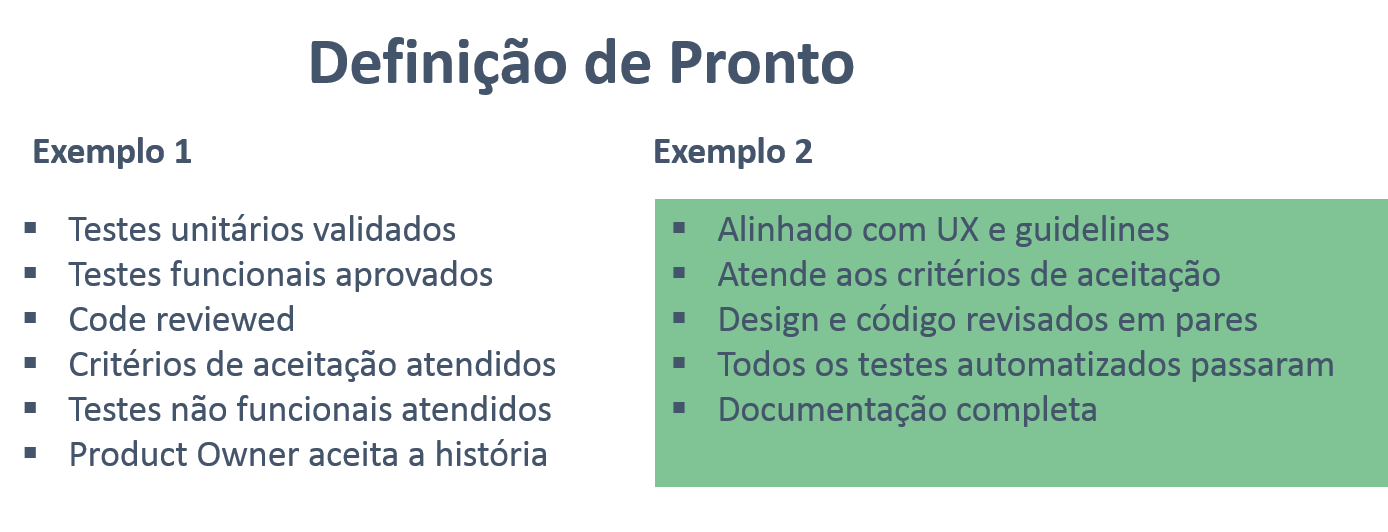 Definição de Pronto
Exemplo 1
▪ Testes unitários validados
▪ Testes funcionais aprovados
▪ Code reviewed
▪ Critérios de aceitação atendidos
▪ Testes não funcionais atendidos
▪ Product Owner aceita a história
Exemplo 2
▪ Alinhado com UX e guidelines
▪ Atende aos critérios de aceitação
▪ Design e código revisados em pares
▪ Todos os testes automatizados passaram
▪ Documentação completa